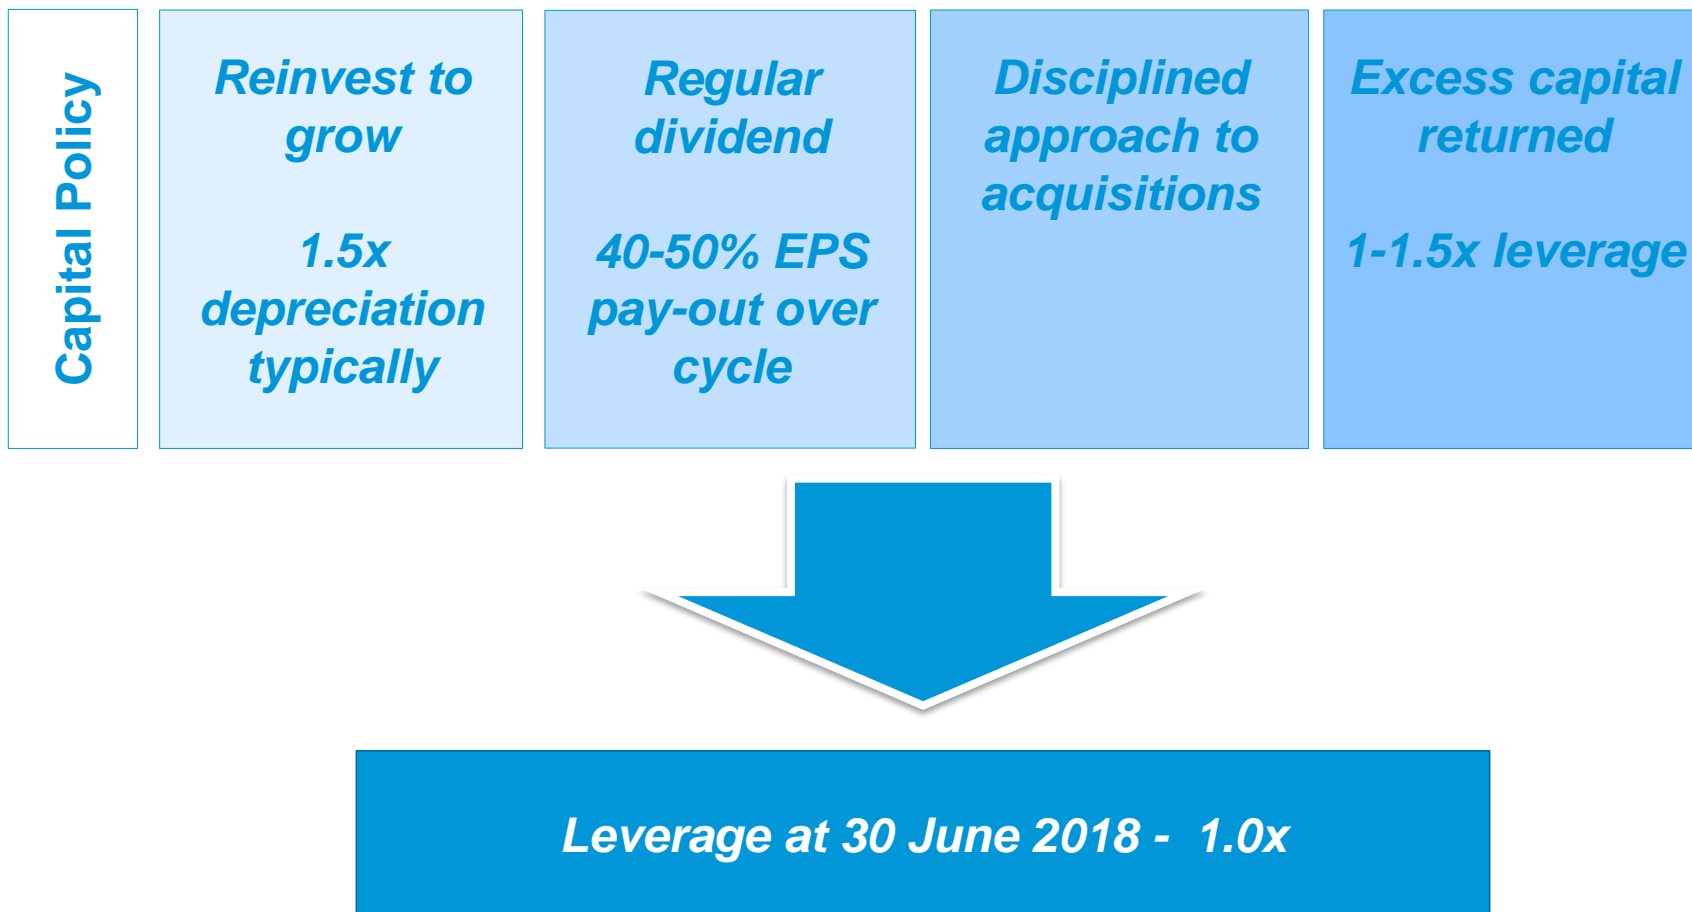 Capital Policy
Reinvest to
grow
1.5x
depreciation
typically
Regular
dividend
40-50% EPS
pay-out over
cycle
Disciplined
approach to
acquisitions
Excess capital
returned
1-1.5x leverage
Leverage at 30 June 2018 -  1.0x